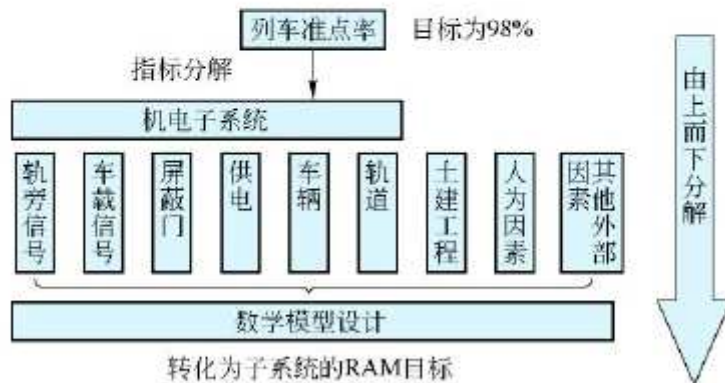 列车准点率 目标为98%
指标分解
机电子系统
轨旁信号
车载信号
屏蔽门
供电
车辆
轨道
土建工程
人为因素
其他外部
因素
数学模型设计
转化为子系统的RAM目标
由上而下分解